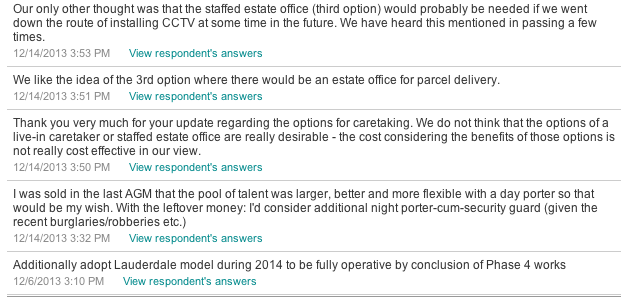 Our only other thought was that the staffed estate office (third option) would probably be needed if we went
down the route of installing CCTV at some time in the future. We have heard this mentioned in passing a few
times.
12/14/2013 3:53 PM View respondent's answers
We like the idea of the 3rd option where there would be an estate office for parcel delivery.
12/14/2013 3:51 PM View respondent's answers
Thank you very much for your update regarding the options for caretaking. We do not think that the options of a
live-in caretaker or staffed estate office are really desirable - the cost considering the benefits of those options is
not really cost effective in our view.
12/14/2013 3:50 PM View respondent's answers
I was sold in the last AGM that the pool of talent was larger, better and more flexible with a day porter so that
would be my wish. With the leftover money: I'd consider additional night porter-cum-security guard (given the
recent burglaries/robberies etc.)
12/14/2013 3:32 PM View respondent's answers
Additionally adopt Lauderdale model during 2014 to be fully operative by conclusion of Phase 4 works
12/6/2013 3:10 PM View respondent's answers